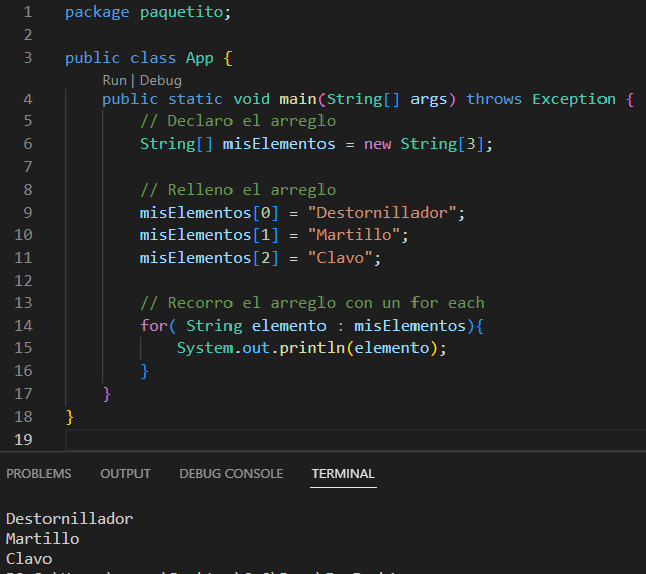 1 package paquetito;
2
3 public class App {
Run | Debug
4 public static void main(String[] args) throws Exception {
5 // Declaro el arreglo
6 String[] misElementos = new String[3];
7
8 // Relleno el arreglo
9 misElementos[0] = "Destornillador";
10 misElementos[1] = "Martillo";
11 misElementos[2] = "Clavo";
12
13 // Recorro el arreglo con un for each
14 for( String elemento : misElementos){
15 System.out.println(elemento);
16 }
17 }
18 }
19
PROBLEMS OUTPUT DEBUG CONSOLE TERMINAL
Destornillador
Martillo
Clavo